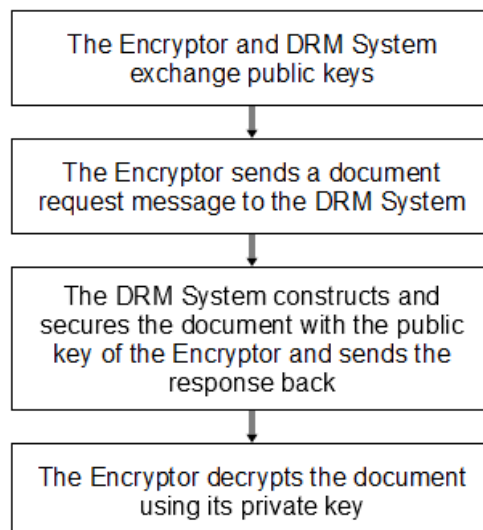 The Encryptor and DRM System
exchange public keys
The Encryptor sends a document
request message to the DRM System
The DRM System constructs and
secures the document with the public
key of the Encryptor and sends the
response back
The Encryptor decrypts the document
using its private key